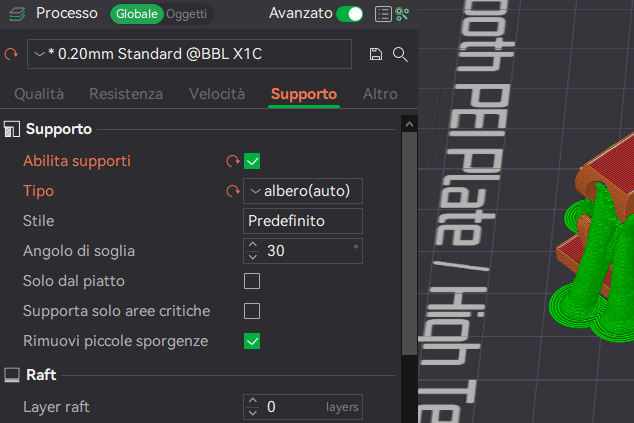 Processo Globale Oggetti Avanzato
* 0.20mm Standard @BBL X1C
Qualità Resistenza Velocità Supporto Altro
Supporto
Abilita supporti
Tipo albero(auto)
Stile Predefinito
Angolo di soglia 30 °
Solo dal piatto
Supporta solo aree critiche
Rimuovi piccole sporgenze
Raft
Layer raft 0 layers
ooth PEI Plate / High Te